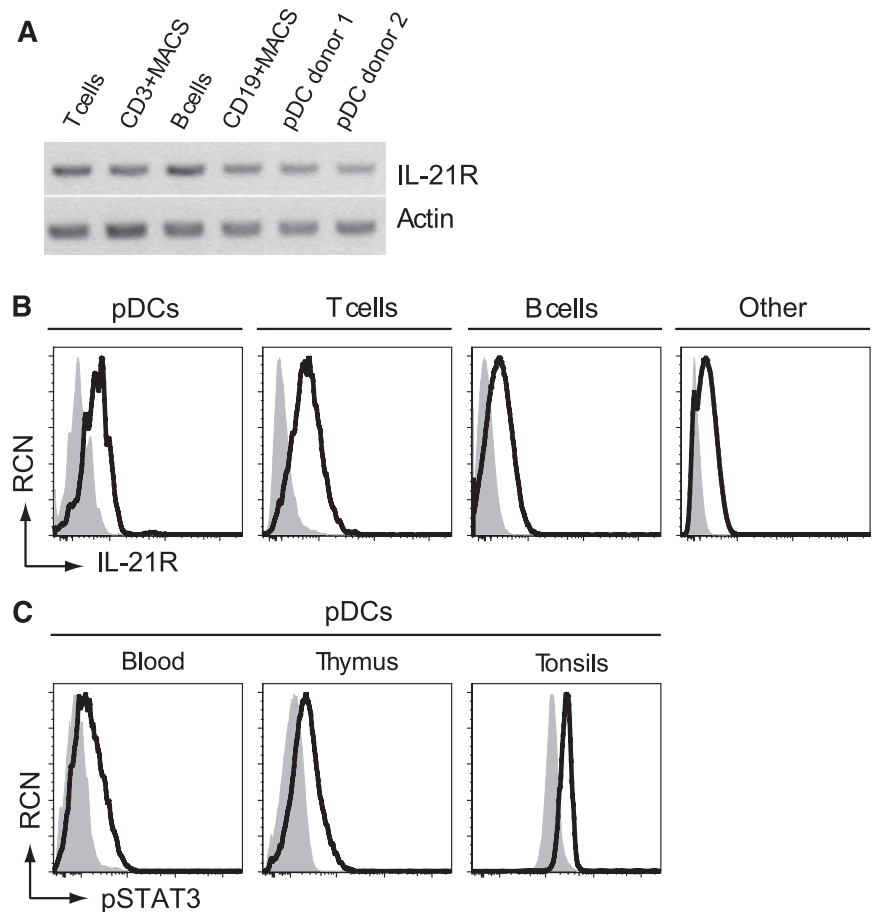 A
T cells
CD3+MACS
B cells
CD19+MACS
pDC donor 1
pDC donor 2
IL-21R
Actin
B
pDCs
T cells
B cells
Other
RCN
IL-21R
C
pDCs
Blood
Thymus
Tonsils
RCN
pSTAT3